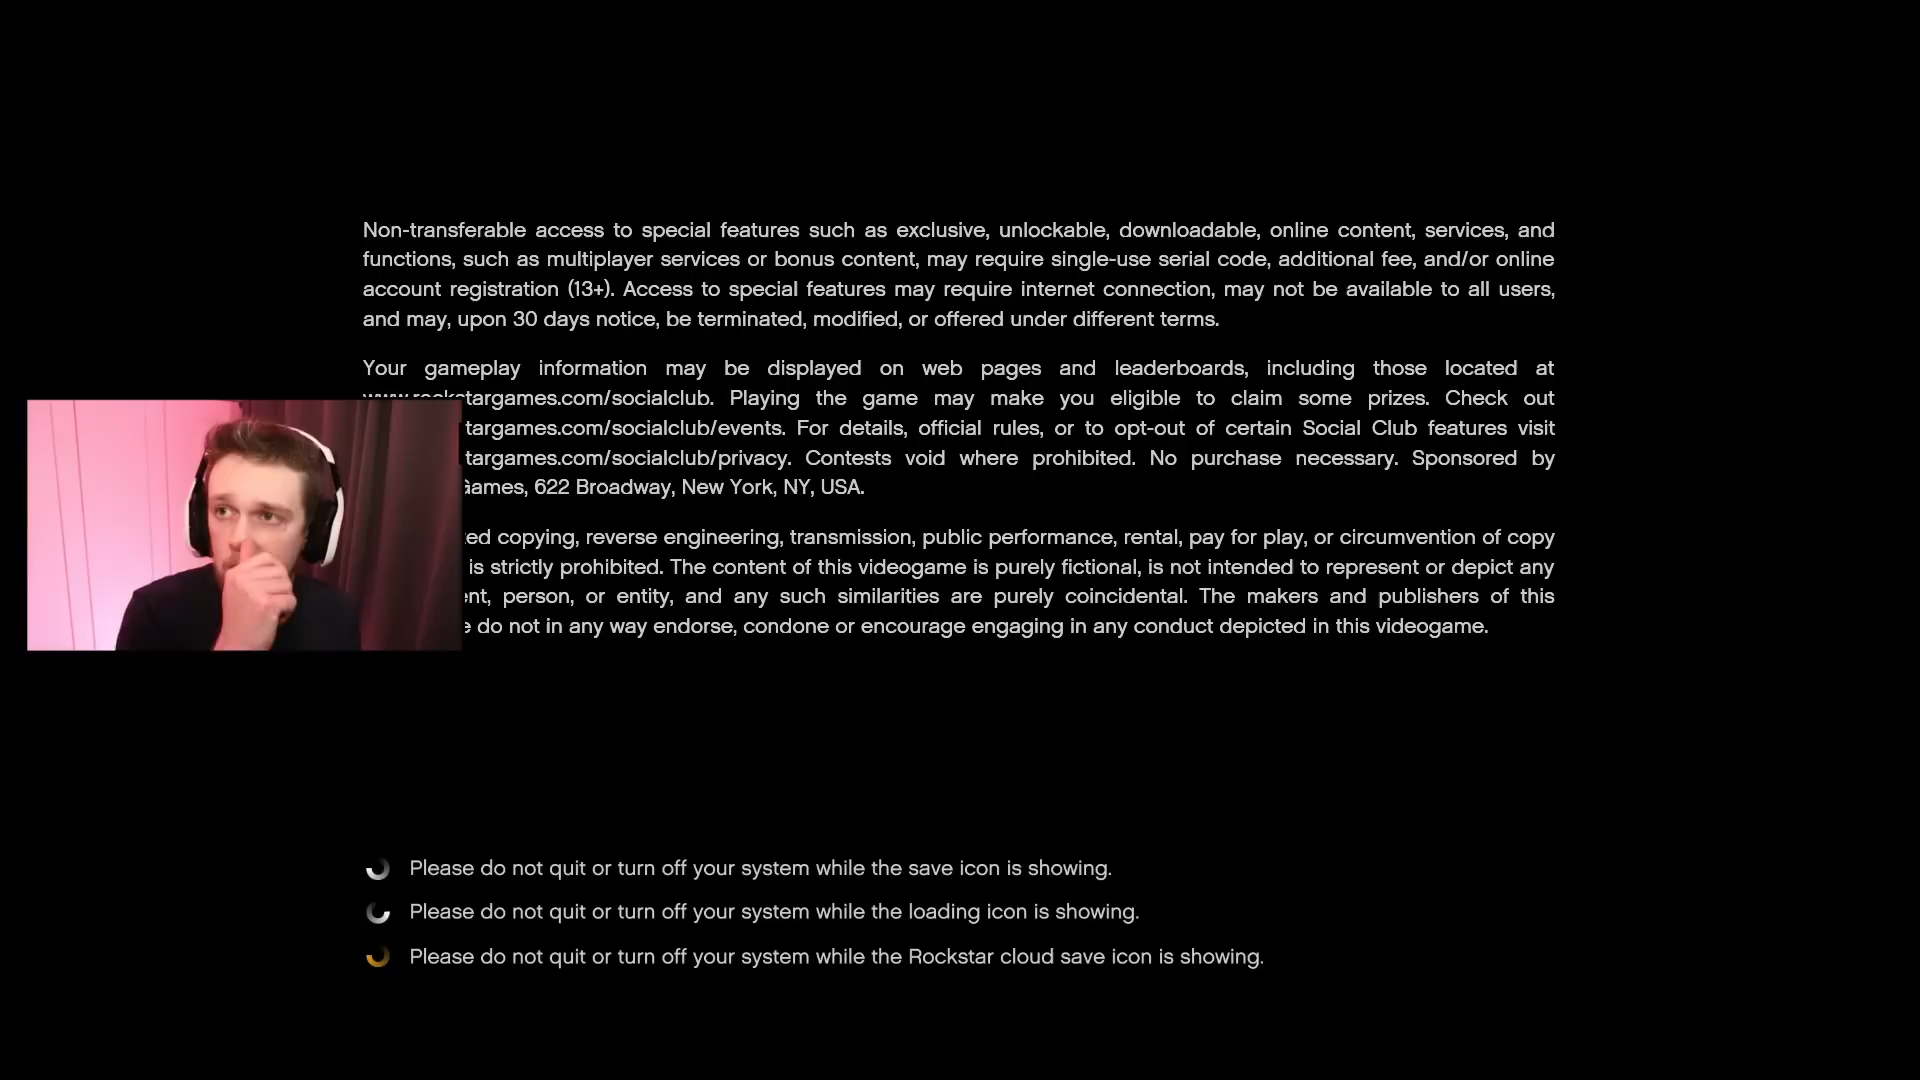 Non-transferable access to special features such as exclusive, unlockable, downloadable, online content, services, and
functions, such as multiplayer services or bonus content, may require single-use serial code, additional fee, and/or online
account registration (13+). Access to special features may require internet connection, may not be available to all users,
and may, upon 30 days notice, be terminated, modified, or offered under different terms.
Your gameplay information may be displayed on web pages and leaderboards, including those located at
www.rockstargames.com/socialclub. Playing the game may make you eligible to claim some prizes. Check out
targames.com/socialclub/events. For details, official rules, or to opt-out of certain Social Club features visit
targames.com/socialclub/privacy. Contests void where prohibited. No purchase necessary. Sponsored by
Games, 622 Broadway, New York, NY, USA.
ed copying, reverse engineering, transmission, public performance, rental, pay for play, or circumvention of copy
is strictly prohibited. The content of this videogame is purely fictional, is not intended to represent or depict any
nt, person, or entity, and any such similarities are purely coincidental. The makers and publishers of this
e do not in any way endorse, condone or encourage engaging in any conduct depicted in this videogame.
Please do not quit or turn off your system while the save icon is showing.
Please do not quit or turn off your system while the loading icon is showing.
Please do not quit or turn off your system while the Rockstar cloud save icon is showing.